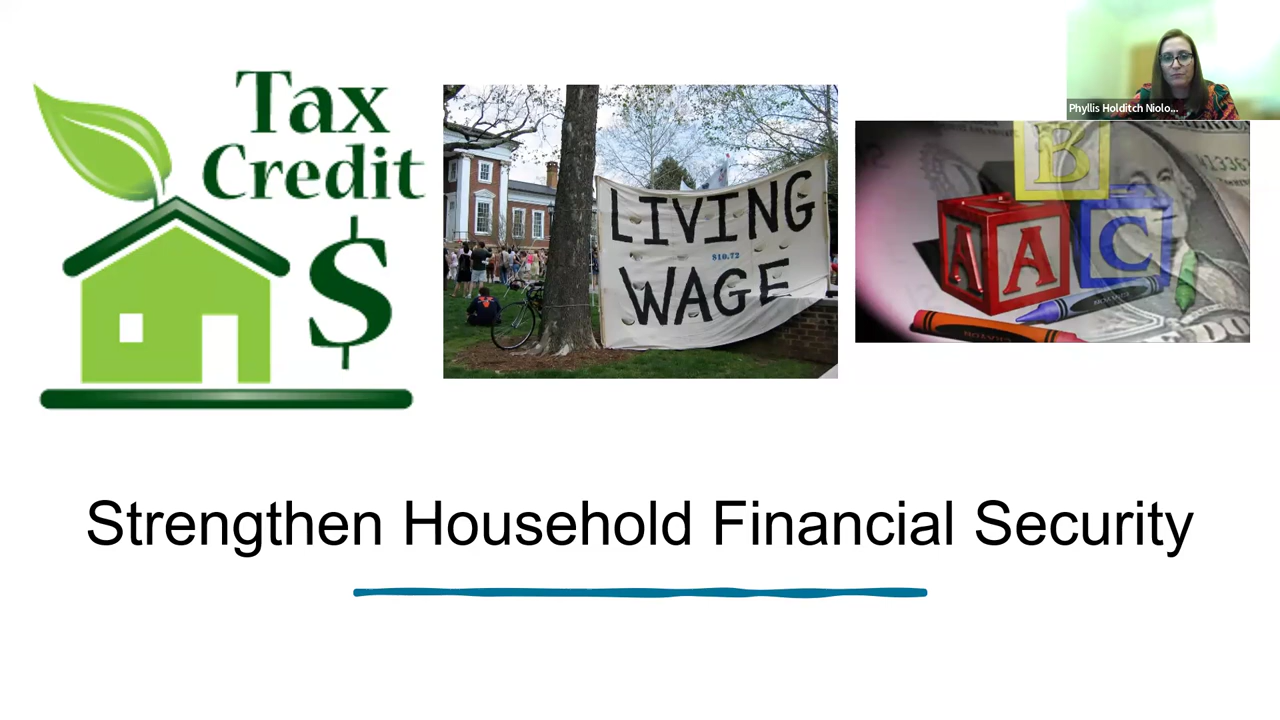 Tax
Credit
$
LIVING
$10.72
WAGE
B
A
A
C
Phyllis Holditch Niolo...
Strengthen Household Financial Security